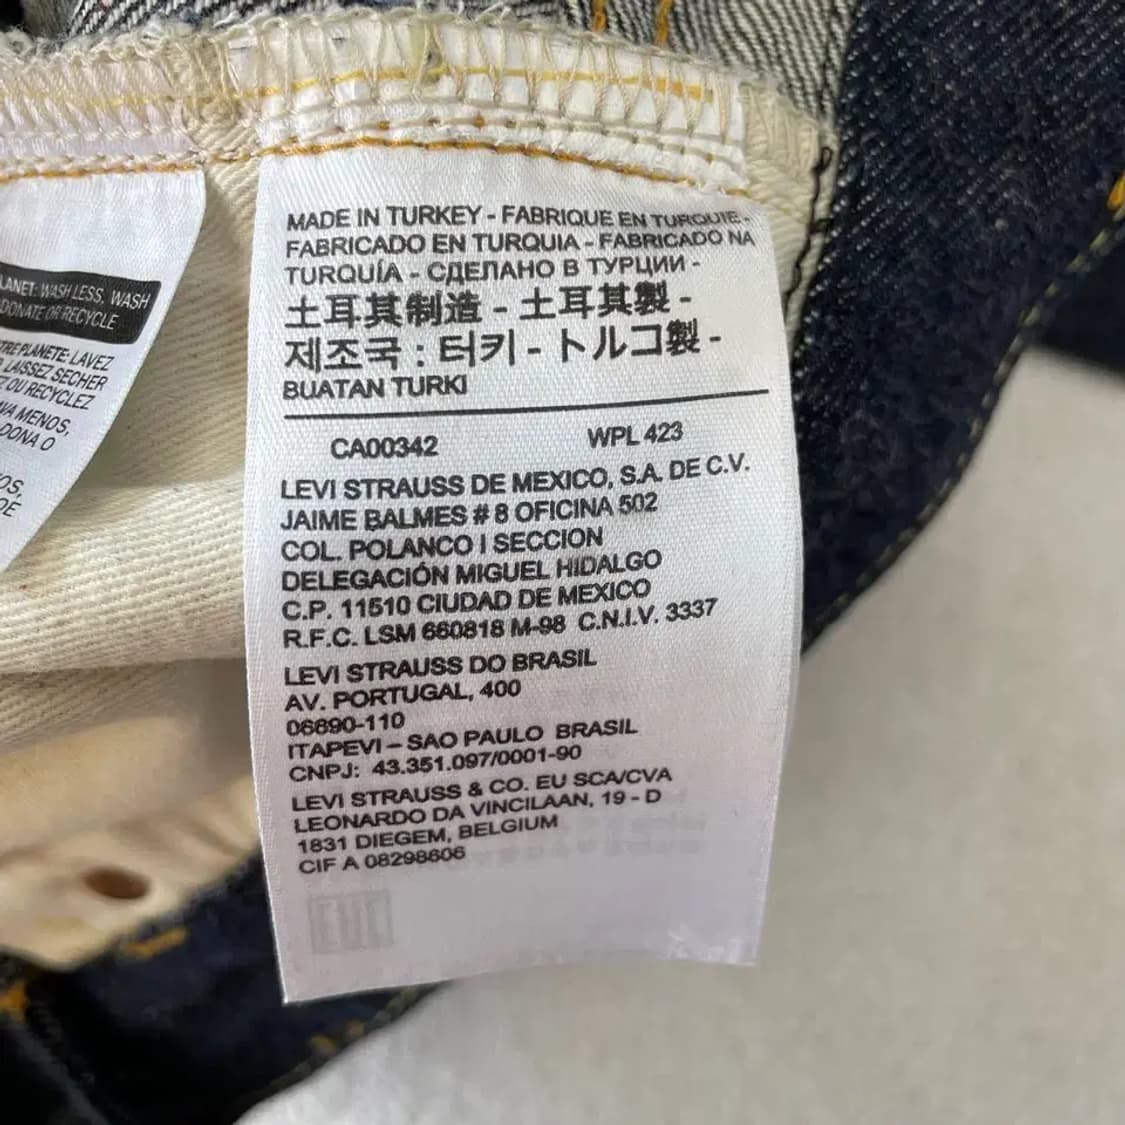 LANET: WASH LESS, WASH
DONATE OR RECYCLE
TRE PLANETE: LAVEZ
LAISSEZ SECHER
Z OU RECYCLEZ
AVA MENOS,
DONA O
OS,
DE
MADE IN TURKEY - FABRIQUE EN TURQUIE -
FABRICADO EN TURQUIA - FABRICADO NA
TURQUÍA - СДЕЛАНО В ТУРЦИИ -
土耳其制造 - 土耳其製 -
제조국 : 터키 - トルコ製 -
BUATAN TURKI
CA00342 WPL 423
LEVI STRAUSS DE MEXICO, S.A. DE C.V.
JAIME BALMES # 8 OFICINA 502
COL. POLANCO I SECCION
DELEGACIÓN MIGUEL HIDALGO
C.P. 11510 CIUDAD DE MEXICO
R.F.C. LSM 660818 M-98 C.N.I.V. 3337
LEVI STRAUSS DO BRASIL
AV. PORTUGAL, 400
06690-110
ITAPEVI – SAO PAULO BRASIL
CNPJ: 43.351.097/0001-90
LEVI STRAUSS & CO. EU SCA/CVA
LEONARDO DA VINCILAAN, 19 - D
1831 DIEGEM, BELGIUM
CIF A 08298606